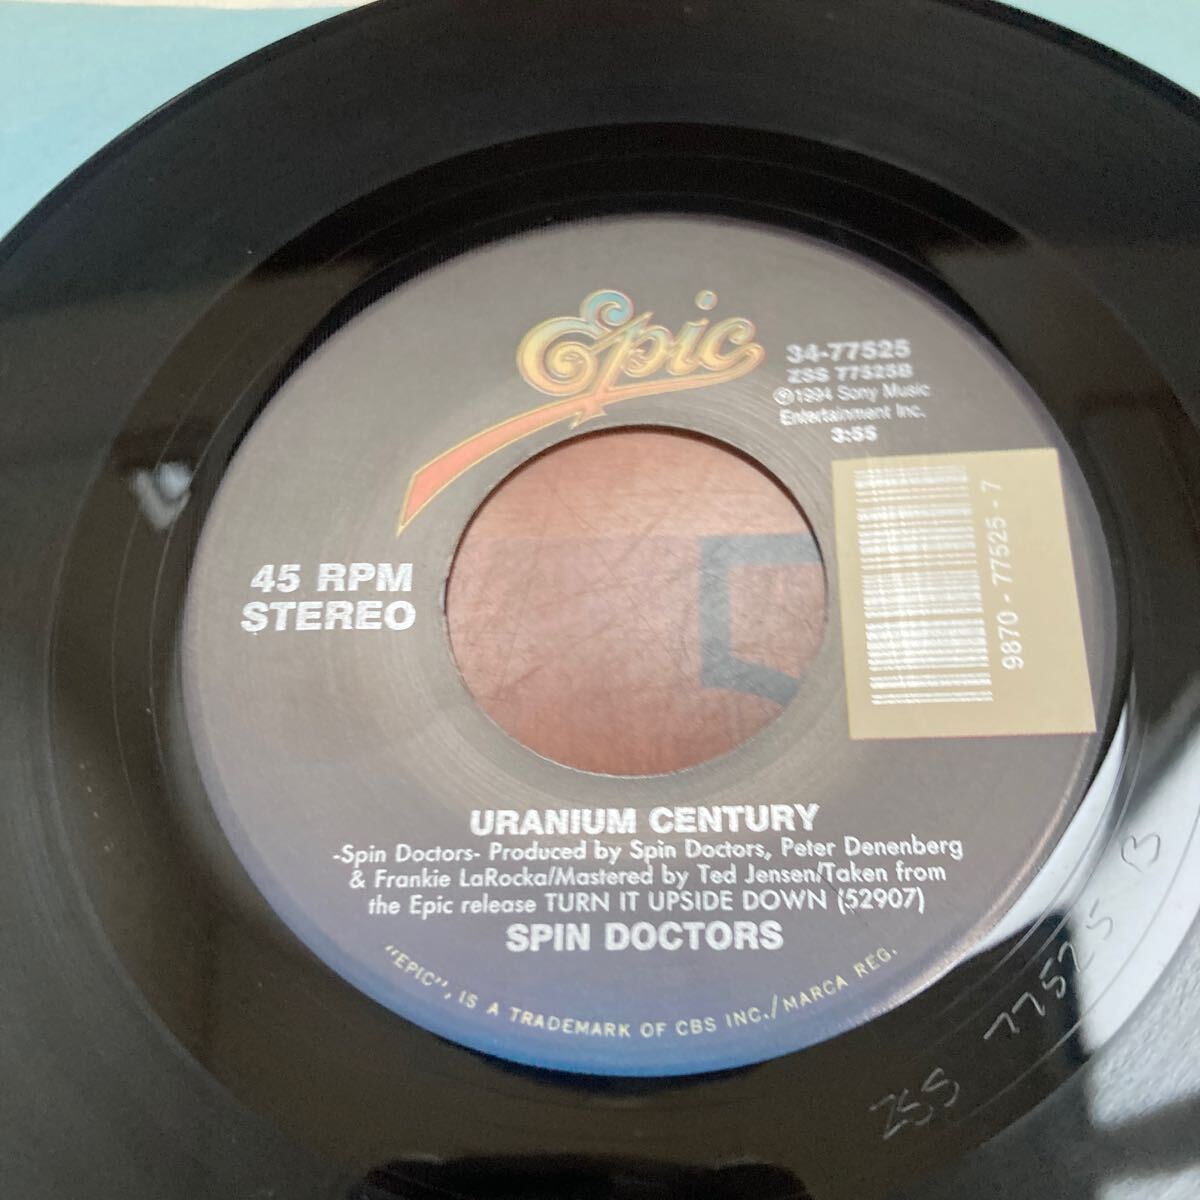 Epic
34-77525
ZSS 77525B
℗1994 Sony Music
Entertainment Inc.
3:55
45 RPM
STEREO
9870-77525-7
URANIUM CENTURY
-Spin Doctors- Produced by Spin Doctors, Peter Denenberg
& Frankie LaRocka/Mastered by Ted Jensen/Taken from
the Epic release TURN IT UPSIDE DOWN (52907)
SPIN DOCTORS
"EPIC", IS A TRADEMARK OF CBS INC./MARCA REG.
ZSS 77525 B